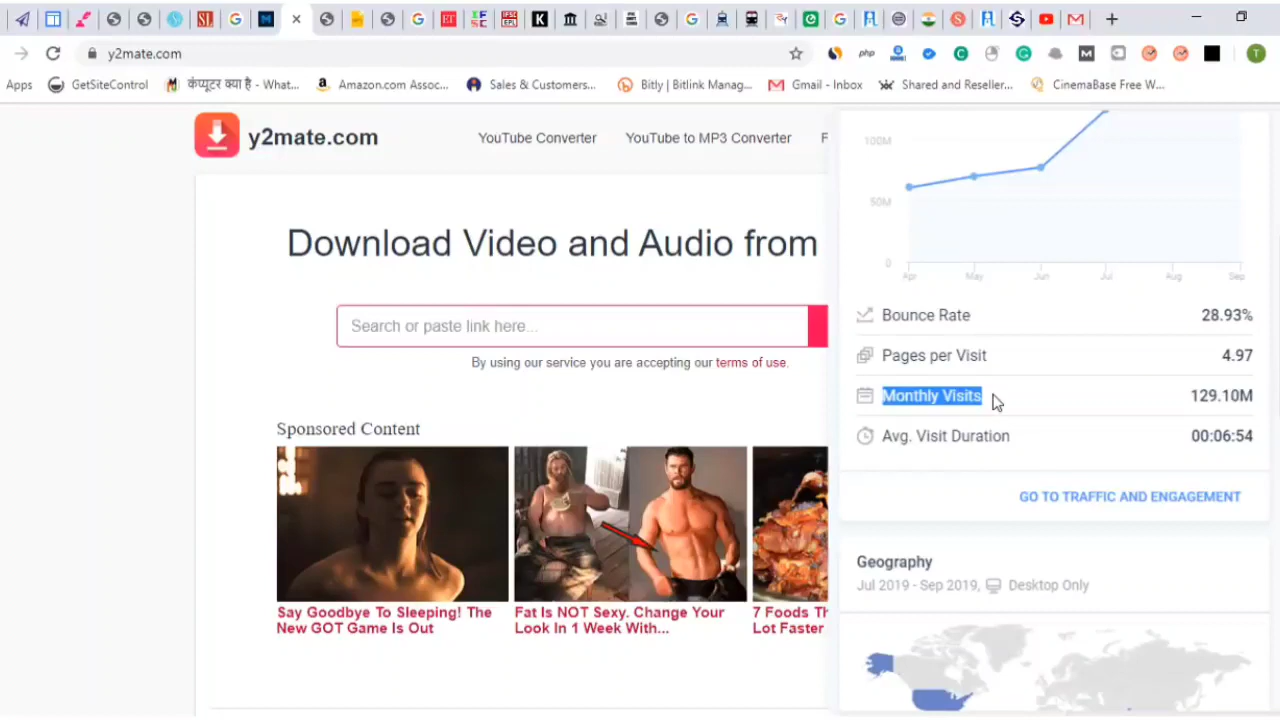 y2mate.com
Apps
GetSiteControl
कंप्यूटर क्या है - What...
Amazon.com Assoc...
Sales & Customers...
Bitly | Bitlink Manag...
Gmail - Inbox
Shared and Reseller...
CinemaBase Free W...
y2mate.com
YouTube Converter
YouTube to MP3 Converter
F
Download Video and Audio from
Search or paste link here...
By using our service you are accepting our terms of use.
Sponsored Content
Say Goodbye To Sleeping! The
New GOT Game Is Out
Fat Is NOT Sexy. Change Your
Look In 1 Week With...
7 Foods Th
Lot Faster
100M
50M
0
Apr May Jun Jul Aug Sep
Bounce Rate 28.93%
Pages per Visit 4.97
Monthly Visits 129.10M
Avg. Visit Duration 00:06:54
GO TO TRAFFIC AND ENGAGEMENT
Geography
Jul 2019 - Sep 2019, Desktop Only